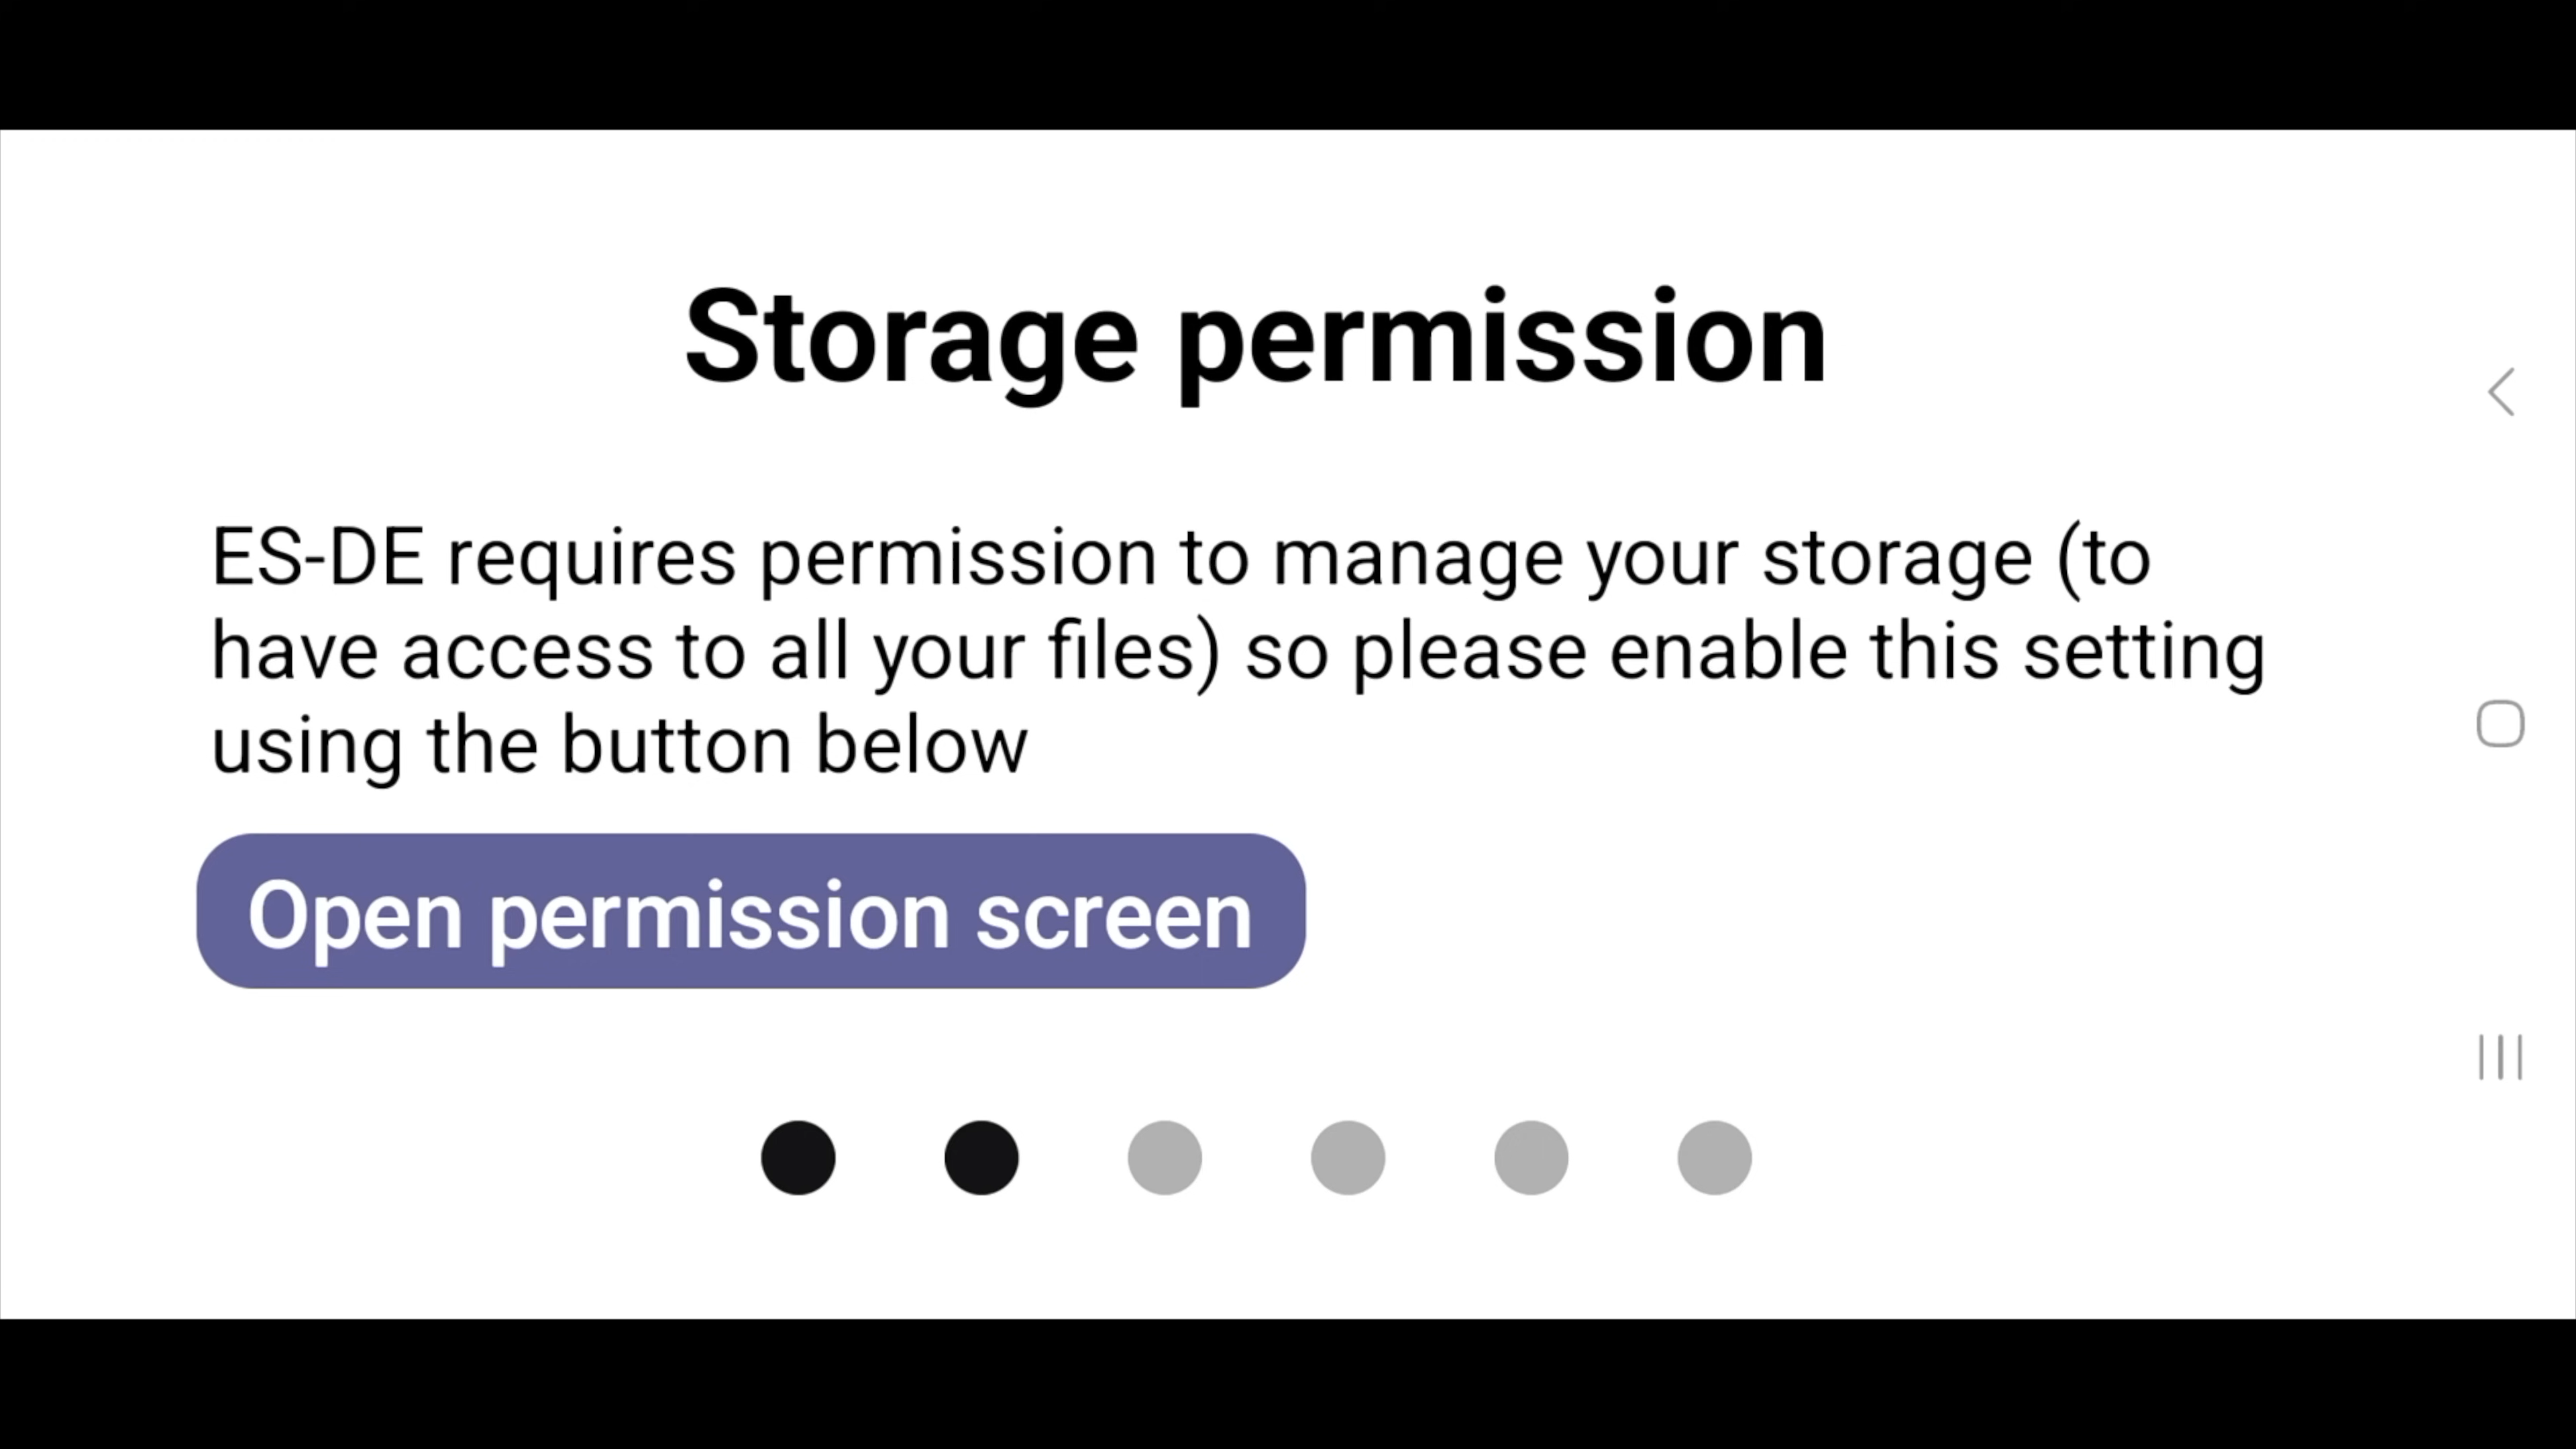 Storage permission
ES-DE requires permission to manage your storage (to
have access to all your files) so please enable this setting
using the button below
Open permission screen